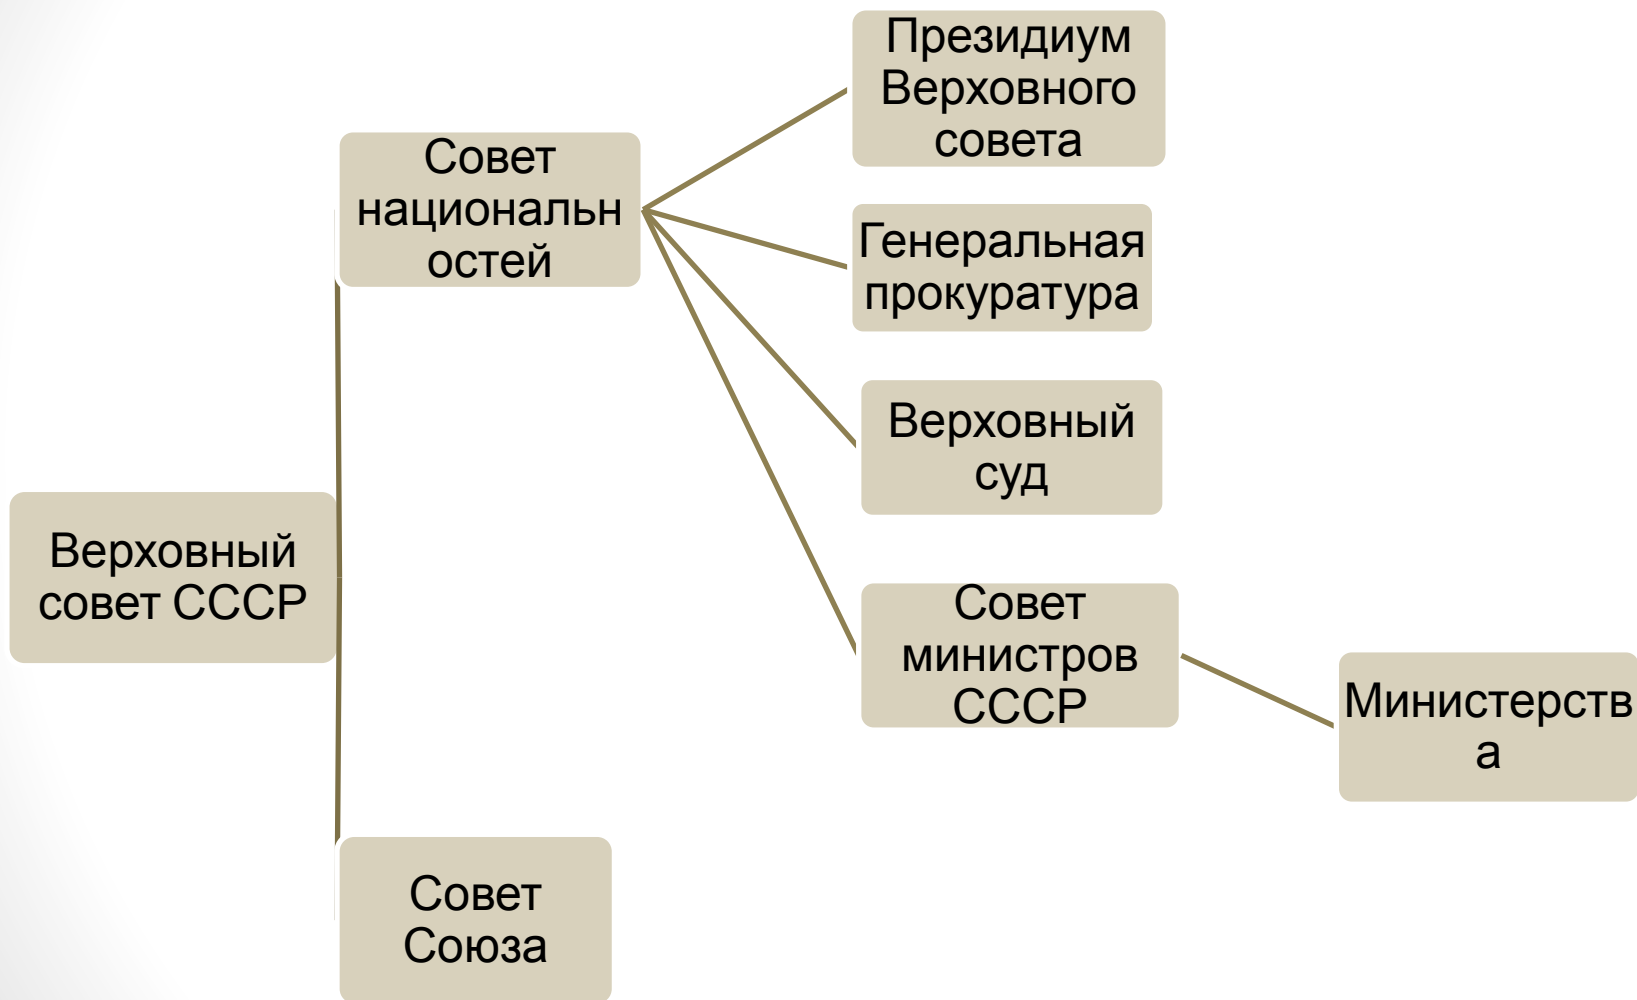 Президиум
Верховного
совета
Совет
национальн
остей
Генеральная
прокуратура
Верховный
суд
Верховный
совет СССР
Совет
министров
СССР
Министерств
а
Совет
Союза